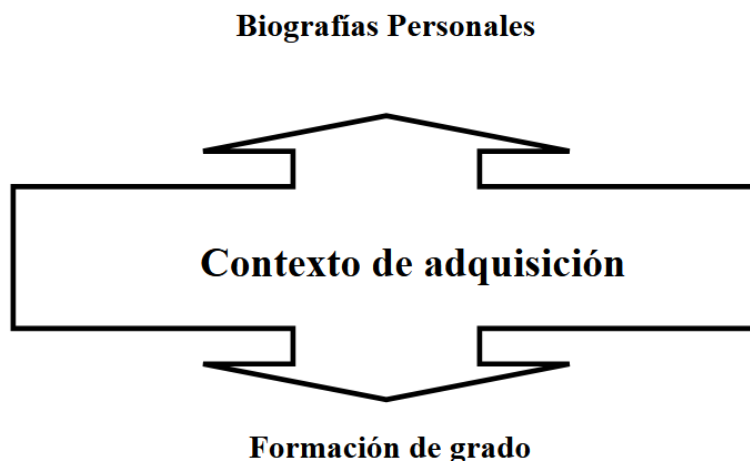 Biografías Personales
Contexto de adquisición
Formación de grado